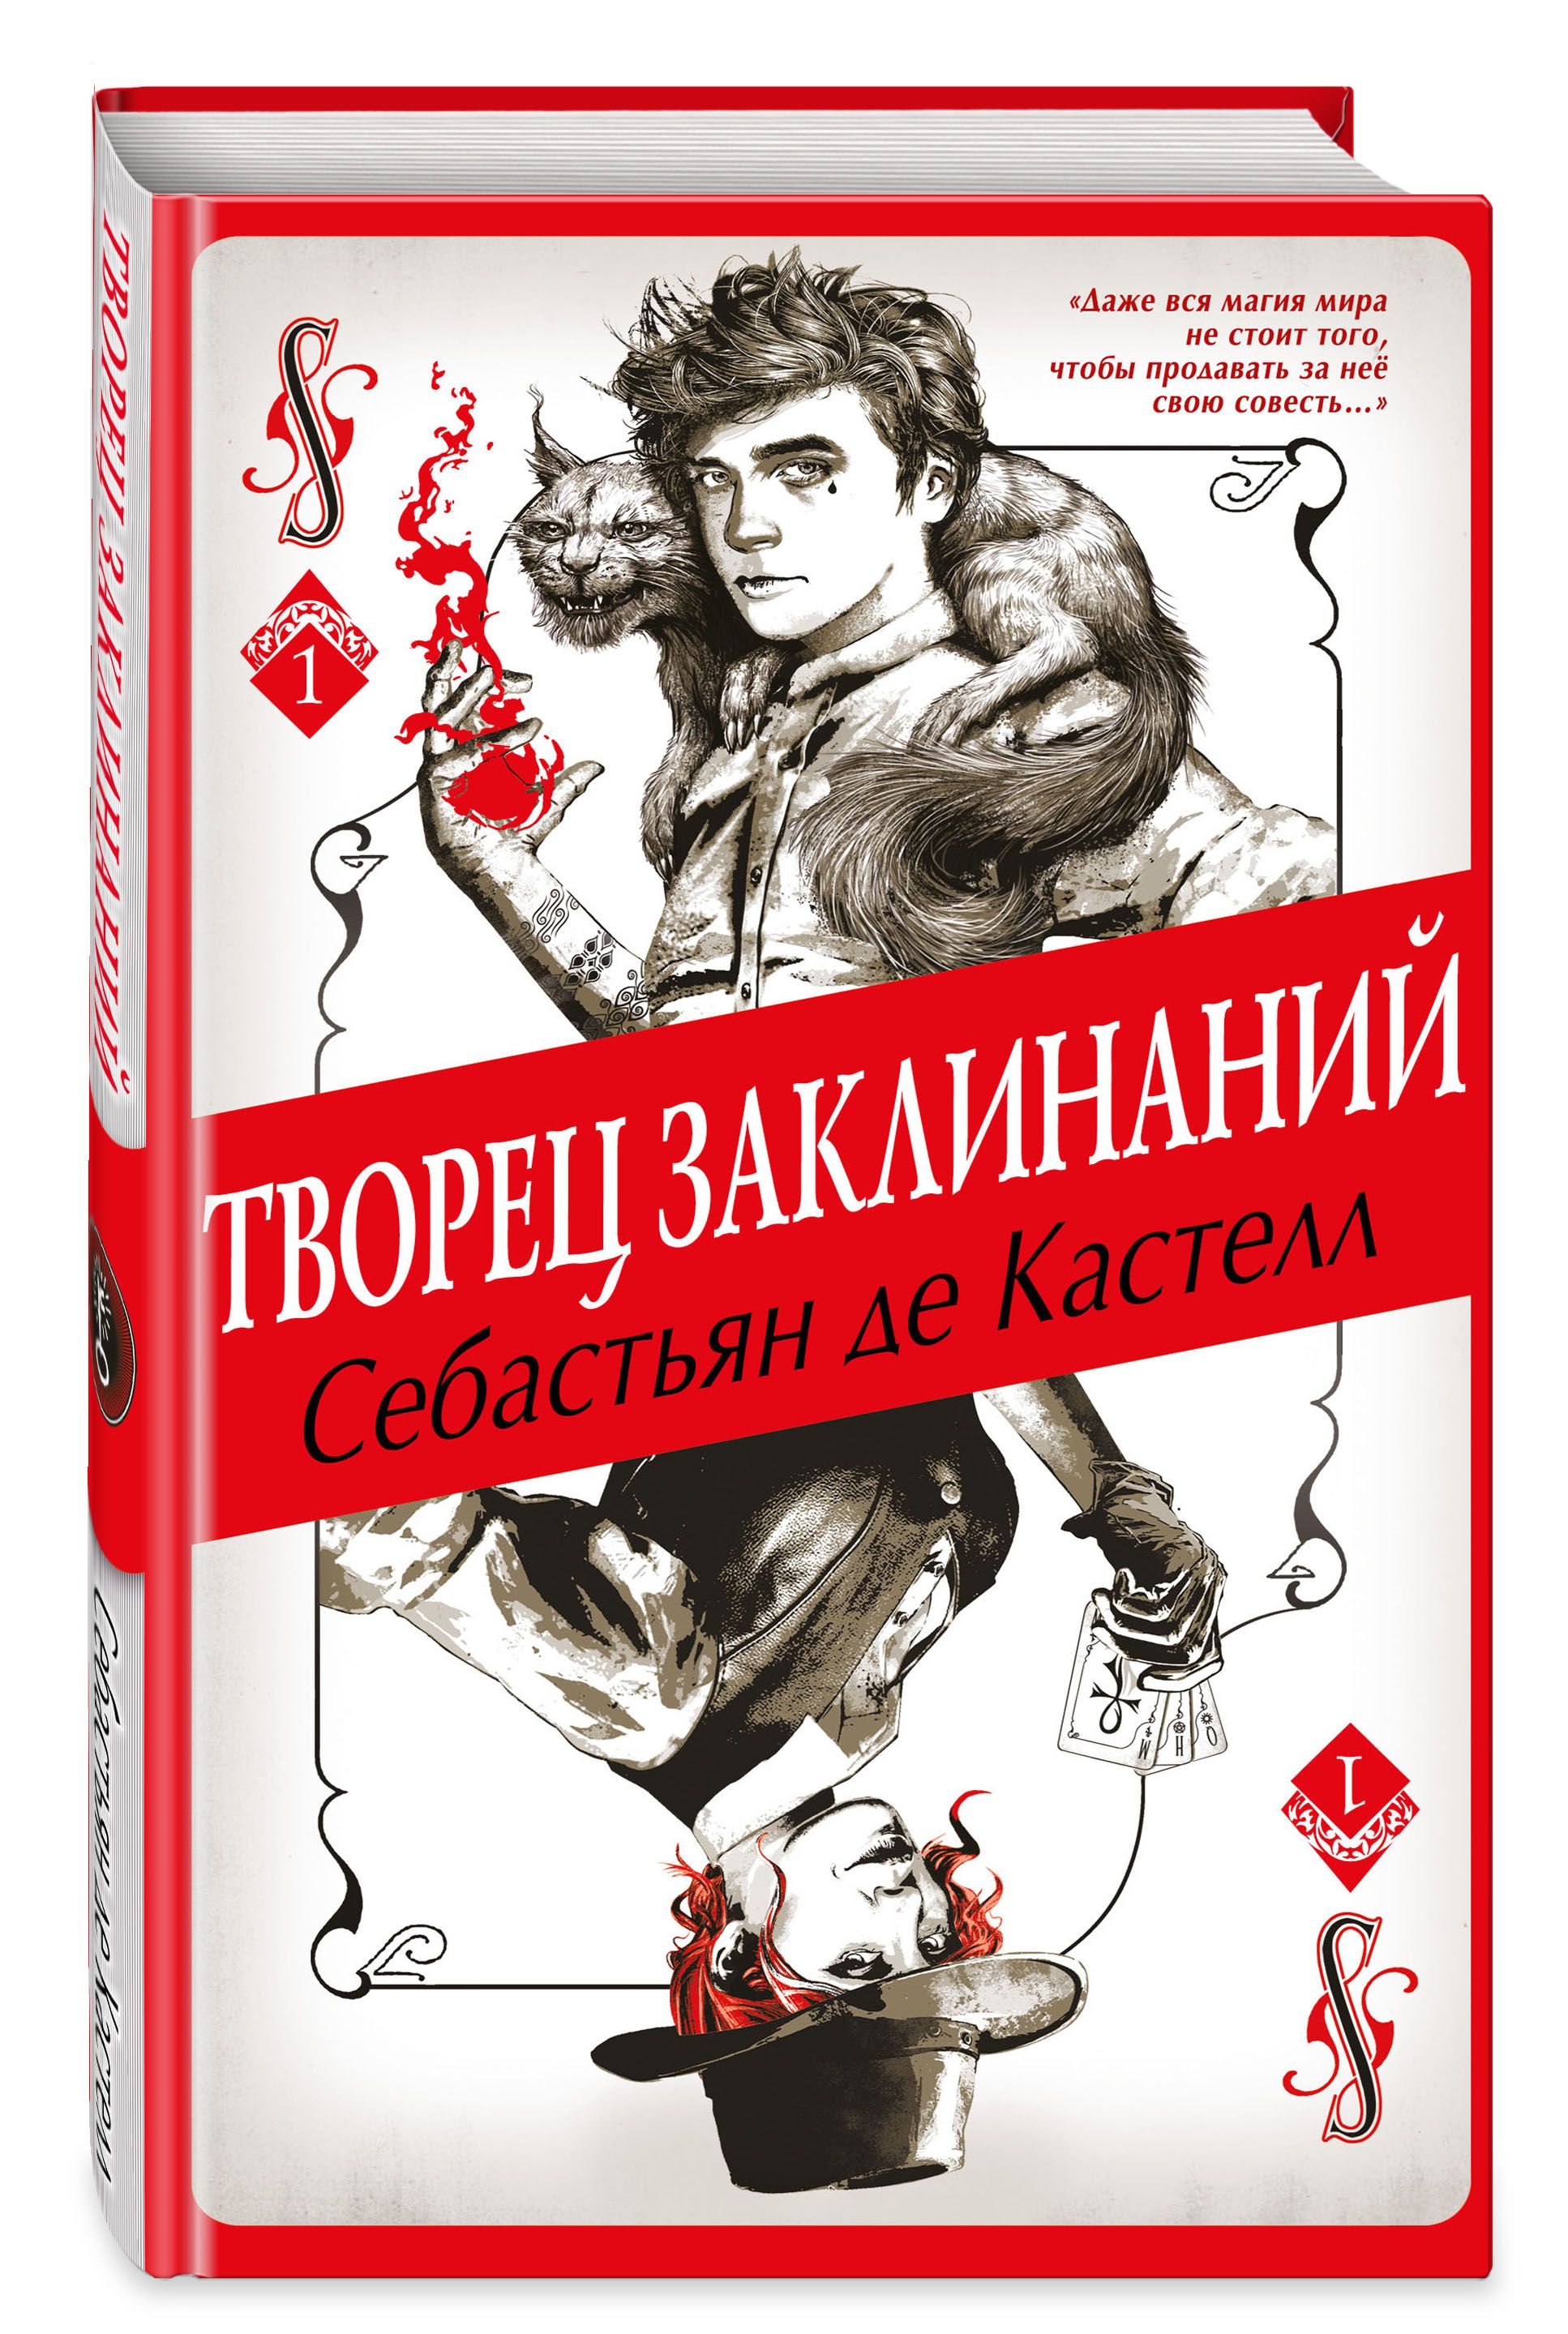 «Даже вся магия мира
не стоит того,
чтобы продавать за неё
свою совесть...»
S
1
ТВОРЕЦ ЗАКЛИНАНИЙ
Себастьян де Кастелл
W H O
1
S
ТВОРЕЦ ЗАКЛИНАНИЙ
Себастьян де Кастелл